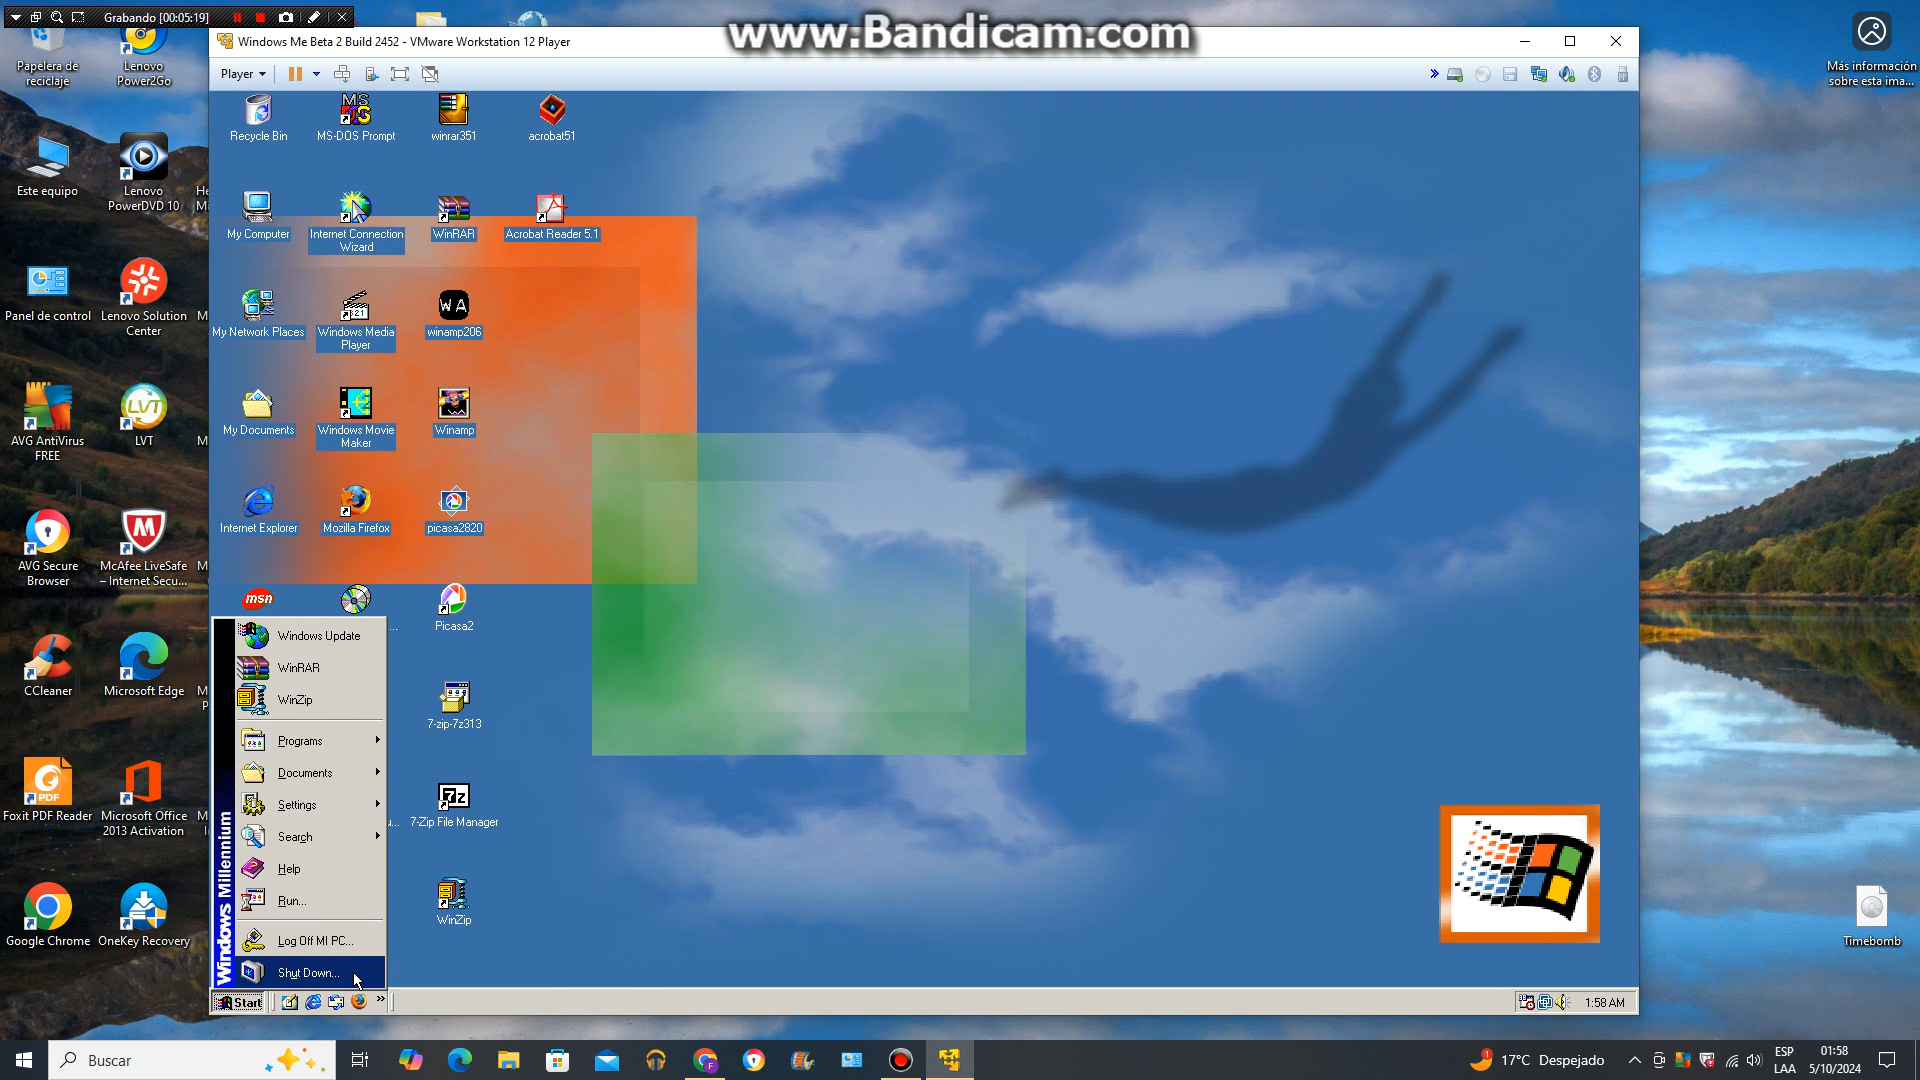 Grabando [00:05:19]
www.Bandicam.com
Windows Me Beta 2 Build 2452 - VMware Workstation 12 Player
Player
Papelera de
reciclaje
Lenovo
Power2Go
Más información
sobre esta ima...
Recycle Bin
MS-DOS Prompt
winrar351
acrobat51
Este equipo
Lenovo
PowerDVD 10
He
Mi
My Computer
Internet Connection
Wizard
WinRAR
Acrobat Reader 5.1
Panel de control
Lenovo Solution
Center
M
My Network Places
Windows Media
Player
WA
winamp206
AVG AntiVirus
FREE
LVT
LVT
M
My Documents
Windows Movie
Maker
Winamp
Internet Explorer
Mozilla Firefox
picasa2820
AVG Secure
Browser
McAfee LiveSafe
– Internet Secu...
M
msn
...
Picasa2
Windows Update
WinRAR
WinZip
CCleaner
Microsoft Edge
M
P
7-zip-7z313
Programs
Documents
Settings
Search
Help
Run...
Log Off MI PC...
Shut Down...
Windows Millennium
PDF
Foxit PDF Reader
Microsoft Office
2013 Activation
M
7z
u...
7-Zip File Manager
WinZip
Google Chrome
OneKey Recovery
Timebomb
Start
»
1:58 AM
Buscar
17°C Despejado
ESP
LAA
01:58
5/10/2024